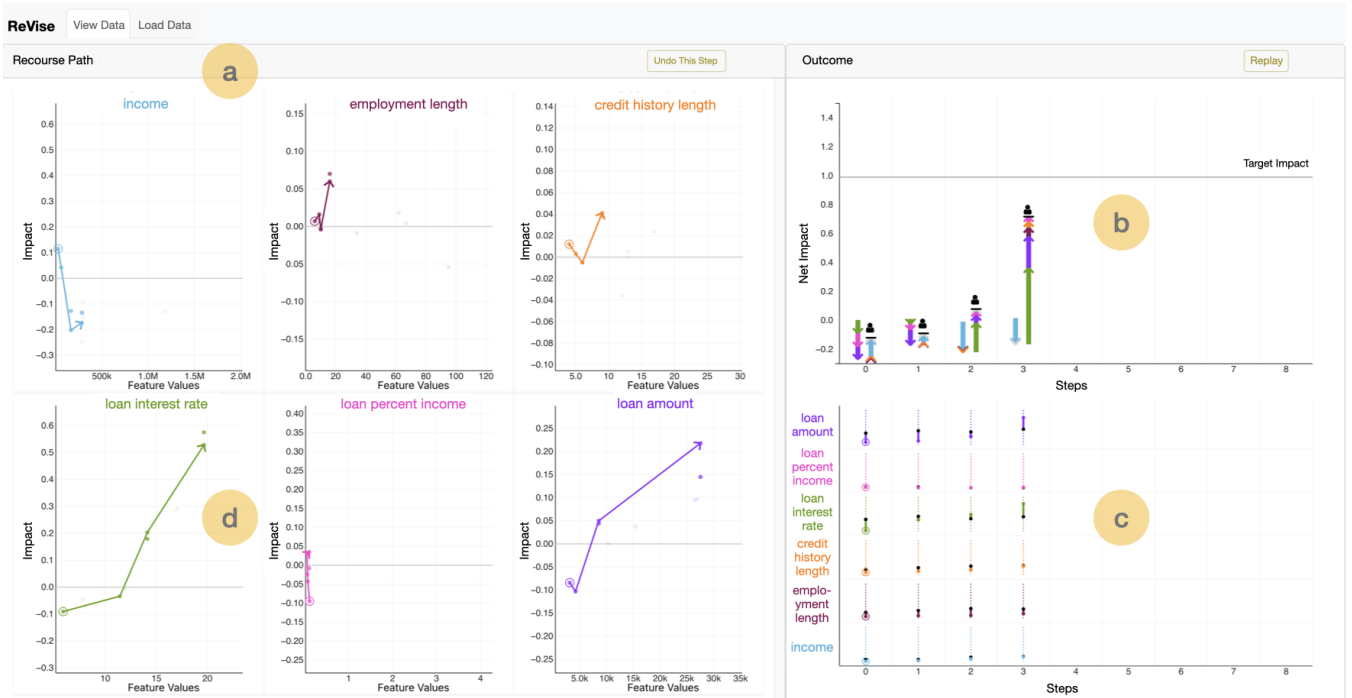 ReVise
View Data
Load Data
Recourse Path
Undo This Step
Outcome
Replay
a
income
0.6
0.5
0.4
0.3
0.2
0.1
0.0
−0.1
−0.2
−0.3
Impact
500k
1.0M
1.5M
2.0M
Feature Values
employment length
0.15
0.10
0.05
0.00
0.05
−0.10
−0.15
Impact
0.0
20
40
60
80
100
120
Feature Values
credit history length
0.14
0.12
0.10
0.08
0.06
0.04
0.02
0.00
−0.02
−0.04
−0.06
−0.08
−0.10
Impact
5.0
10
15
20
25
30
Feature Values
loan interest rate
0.6
0.5
0.4
0.3
0.2
0.1
0.0
−0.1
−0.2
−0.3
Impact
d
10
15
20
Feature Values
loan percent income
0.40
0.35
0.30
0.25
0.20
0.15
0.10
0.05
0.00
−0.05
−0.10
−0.15
−0.20
−0.25
Impact
1
2
3
4
Feature Values
loan amount
0.25
0.20
0.15
0.10
0.05
0.00
−0.05
−0.10
−0.15
−0.20
−0.25
Impact
5.0k
10k
15k
20k
25k
30k
35k
Feature Values
1.4
1.2
1.0
0.8
0.6
0.4
0.2
0.0
−0.2
Net Impact
Target Impact
b
0
1
2
3
4
5
6
7
8
Steps
loan
amount
loan
percent
income
loan
interest
rate
credit
history
length
emplo-
yment
length
income
c
0
1
2
3
4
5
6
7
8
Steps